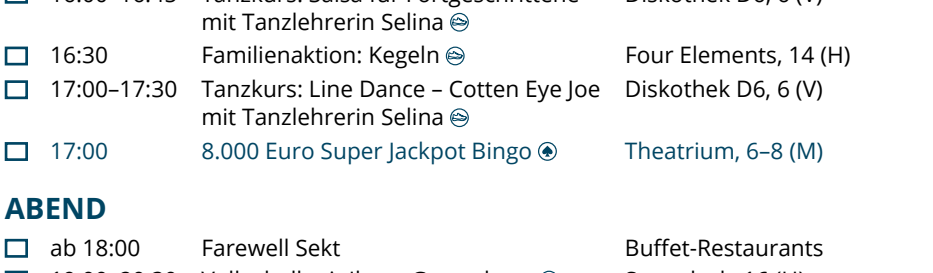 mit Tanzlehrerin Selina
16:30 Familienaktion: Kegeln Four Elements, 14 (H)
17:00–17:30 Tanzkurs: Line Dance – Cotten Eye Joe Diskothek D6, 6 (V)
mit Tanzlehrerin Selina
17:00 8.000 Euro Super Jackpot Bingo Theatrium, 6–8 (M)
ABEND
ab 18:00 Farewell Sekt Buffet-Restaurants